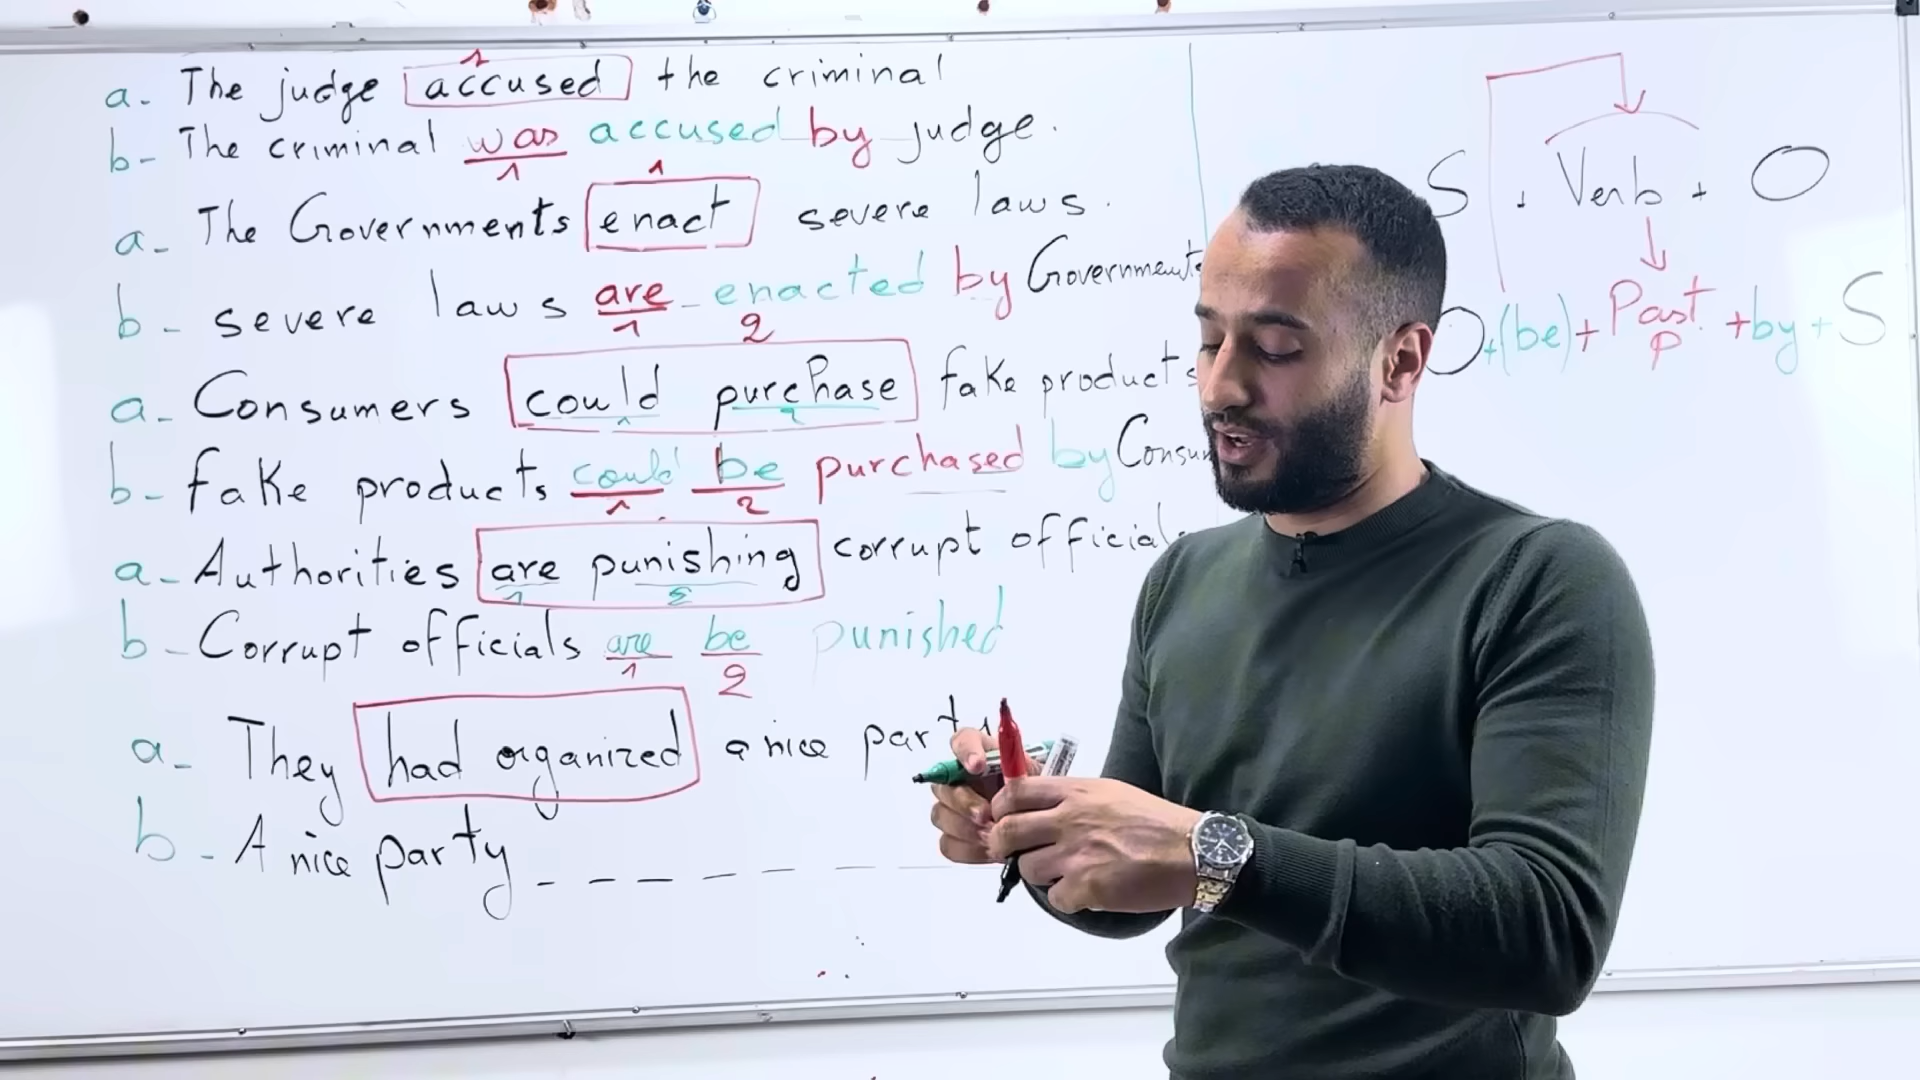 a. The judge accused the criminal
b- The criminal was accused by judge.
a- The Governments enact severe laws.
b- severe laws are enacted by Governments
a- Consumers could purchase fake products
b- fake products could be purchased by Consum
a- Authorities are punishing corrupt officials
b- Corrupt officials are be punished
a- They had organized a nice party
b- A nice party - - - - - - -
S + Verb + O
O + (be) + Past P + by + S